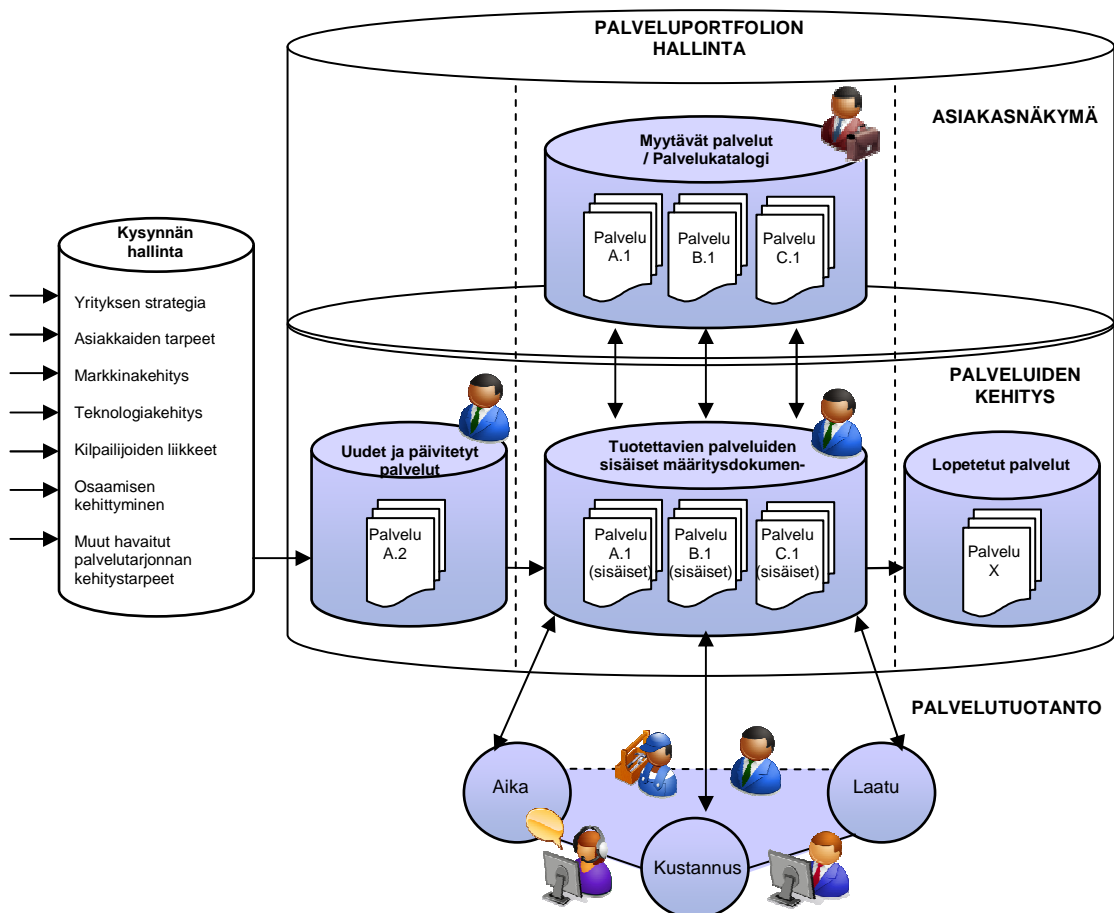 PALVELUPORTFOLION
HALLINTA
ASIAKASNÄKYMÄ
Myytävät palvelut
/ Palvelukatalogi
Palvelu
A.1
Palvelu
B.1
Palvelu
C.1
Kysynnän
hallinta
Yrityksen strategia
Asiakkaiden tarpeet
Markkinakehitys
Teknologiakehitys
Kilpailijoiden liikkeet
Osaamisen
kehittyminen
Muut havaitut
palvelutarjonnan
kehitystarpeet
PALVELUIDEN
KEHITYS
Uudet ja päivitetyt
palvelut
Palvelu
A.2
Tuotettavien palveluiden
sisäiset määritysdokumen-
Palvelu
A.1
(sisäiset)
Palvelu
B.1
(sisäiset)
Palvelu
C.1
(sisäiset)
Lopetetut palvelut
Palvelu
X
PALVELUTUOTANTO
Aika
Kustannus
Laatu